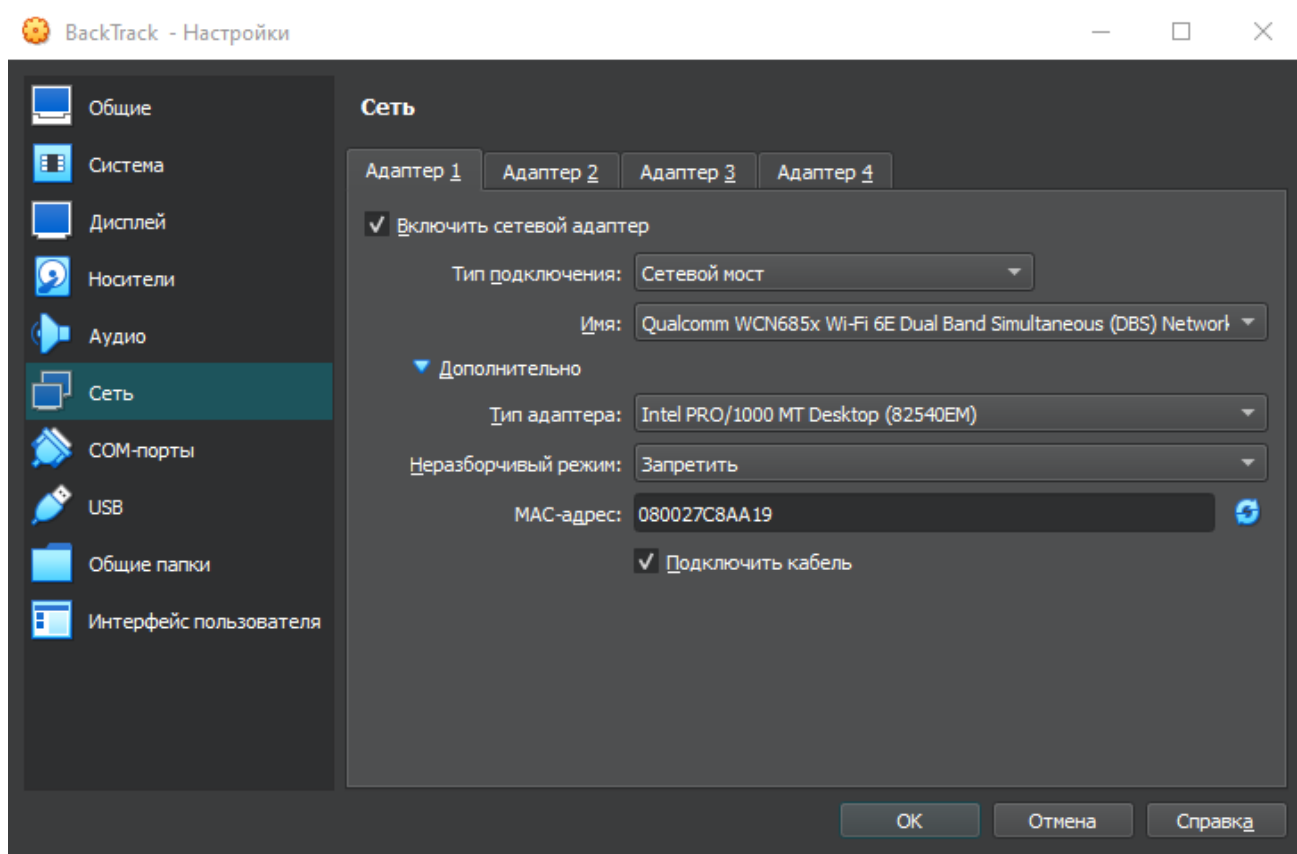 BackTrack - Настройки
Общие
Система
Дисплей
Носители
Аудио
Сеть
COM-порты
USB
Общие папки
Интерфейс пользователя
Сеть
Адаптер 1 Адаптер 2 Адаптер 3 Адаптер 4
Включить сетевой адаптер
Тип подключения: Сетевой мост
Имя: Qualcomm WCN685x Wi-Fi 6E Dual Band Simultaneous (DBS) Network
Дополнительно
Тип адаптера: Intel PRO/1000 MT Desktop (82540EM)
Неразборчивый режим: Запретить
MAC-адрес: 080027C8AA19
Подключить кабель
OK Отмена Справка